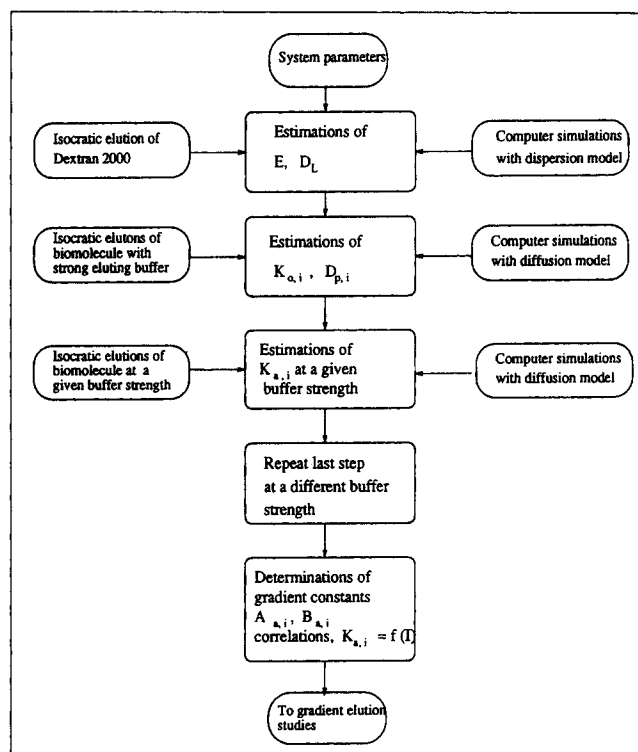 System parameters
Isocratic elution of
Dextran 2000
Estimations of
E, D_L
Computer simulations
with dispersion model
Isocratic elutons of
biomolecule with
strong eluting buffer
Estimations of
K_o,i , D_p,i
Computer simulations
with diffusion model
Isocratic elutions of
biomolecule at a
given buffer strength
Estimations of
K_a,i at a given
buffer strength
Computer simulations
with diffusion model
Repeat last step
at a different buffer
strength
Determinations of
gradient constants
A_a,i , B_a,i
correlations, K_a,i = f (I)
To gradient elution
studies